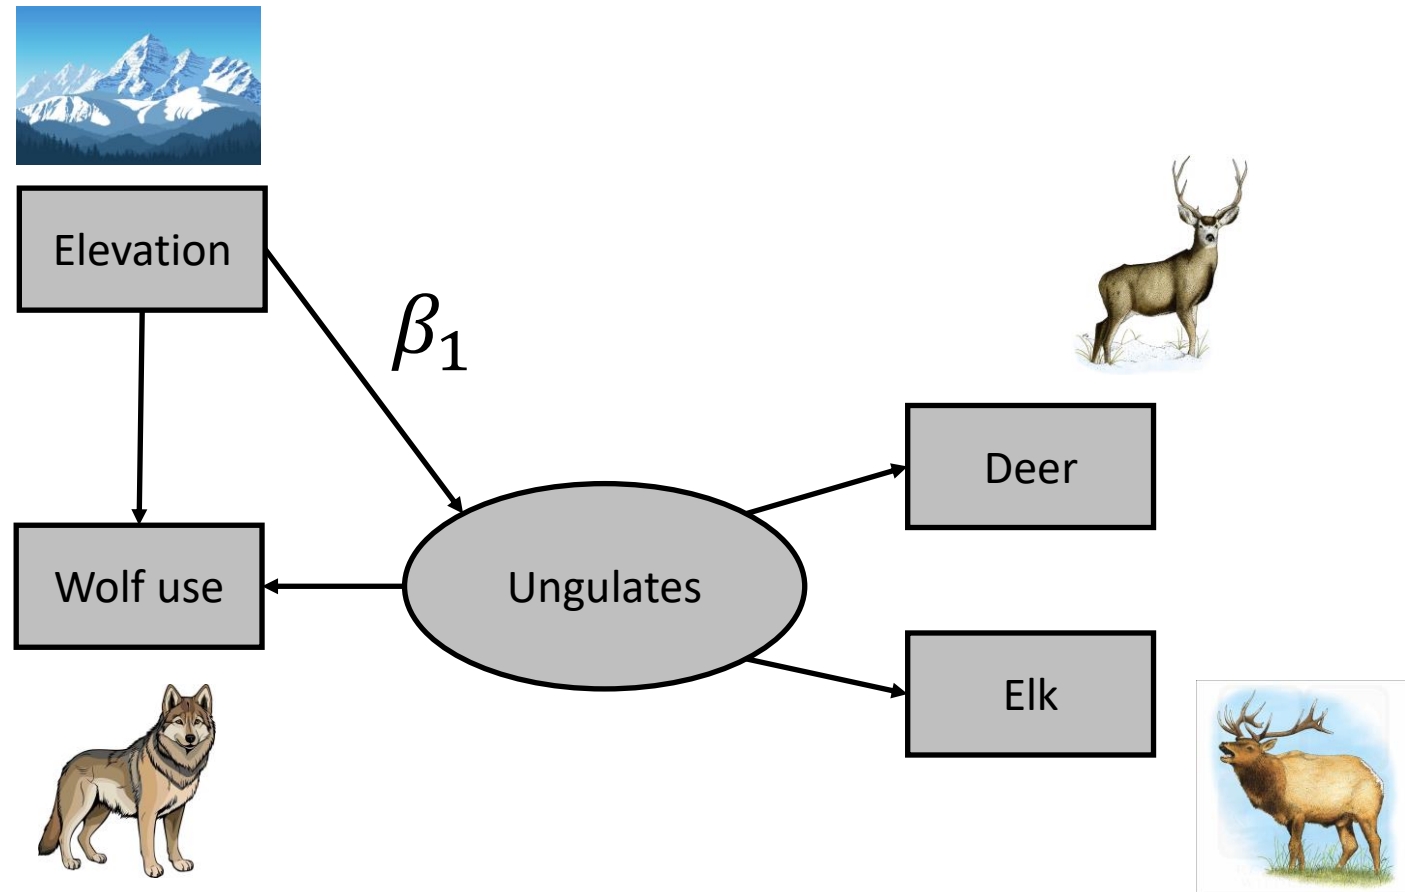 Elevation
β₁
Deer
Wolf use
Ungulates
Elk